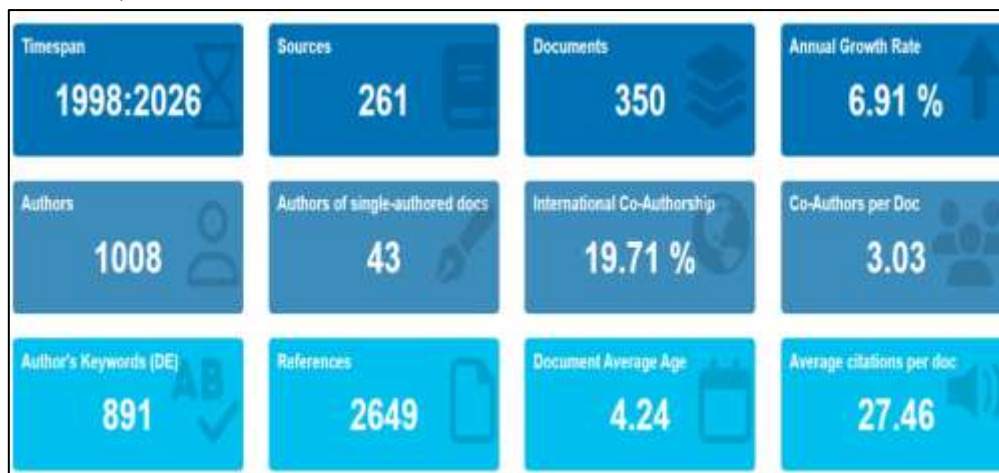 Timespan
1998:2026
Sources
261
Documents
350
Annual Growth Rate
6.91 %
Authors
1008
Authors of single-authored docs
43
International Co-Authorship
19.71 %
Co-Authors per Doc
3.03
Author's Keywords (DE)
AB
891
References
2649
Document Average Age
4.24
Average citations per doc
27.46